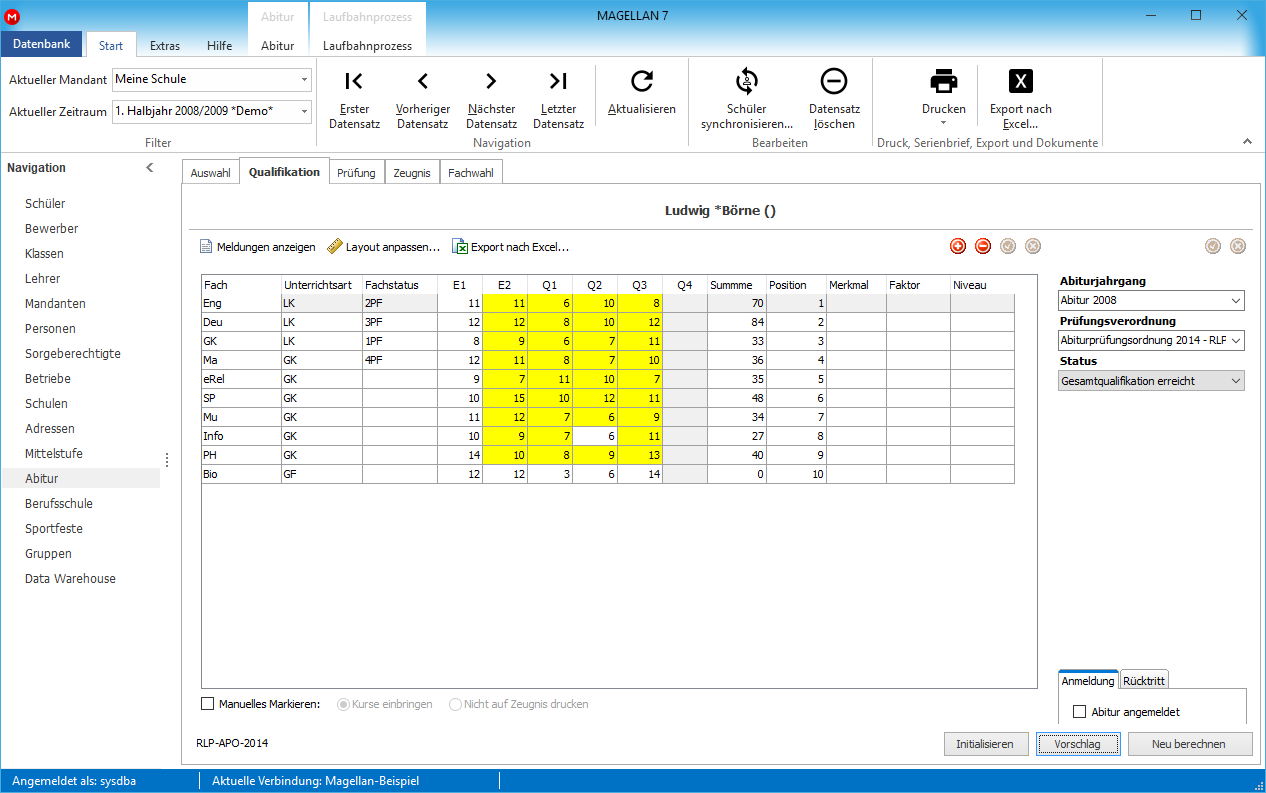 MAGELLAN 7
Abitur Laufbahnprozess
Datenbank Start Extras Hilfe Abitur Laufbahnprozess
Aktueller Mandant Meine Schule
Aktueller Zeitraum 1. Halbjahr 2008/2009 *Demo*
Filter
Erster Datensatz
Vorheriger Datensatz
Nächster Datensatz
Letzter Datensatz
Aktualisieren
Navigation
Schüler synchronisieren...
Datensatz löschen
Bearbeiten
Drucken
Export nach Excel...
Druck, Serienbrief, Export und Dokumente
Navigation
Schüler
Bewerber
Klassen
Lehrer
Mandanten
Personen
Sorgeberechtigte
Betriebe
Schulen
Adressen
Mittelstufe
Abitur
Berufsschule
Sportfeste
Gruppen
Data Warehouse
Auswahl Qualifikation Prüfung Zeugnis Fachwahl
Ludwig *Börne ()
Meldungen anzeigen Layout anpassen... Export nach Excel...
Fach Unterrichtsart Fachstatus E1 E2 Q1 Q2 Q3 Q4 Summme Position Merkmal Faktor Niveau
Eng LK 2PF 11 11 6 10 8 70 1
Deu LK 3PF 12 12 8 10 12 84 2
GK LK 1PF 8 9 6 7 11 33 3
Ma GK 4PF 12 11 8 7 10 36 4
eRel GK 9 7 11 10 7 35 5
SP GK 10 15 10 12 11 48 6
Mu GK 11 12 7 6 9 34 7
Info GK 10 9 7 6 11 27 8
PH GK 14 10 8 9 13 40 9
Bio GF 12 12 3 6 14 0 10
Abiturjahrgang
Abitur 2008
Prüfungsverordnung
Abiturprüfungsordnung 2014 - RLP
Status
Gesamtqualifikation erreicht
Manuelles Markieren: Kurse einbringen Nicht auf Zeugnis drucken
Anmeldung Rücktritt
Abitur angemeldet
RLP-APO-2014
Initialisieren Vorschlag Neu berechnen
Angemeldet als: sysdba Aktuelle Verbindung: Magellan-Beispiel